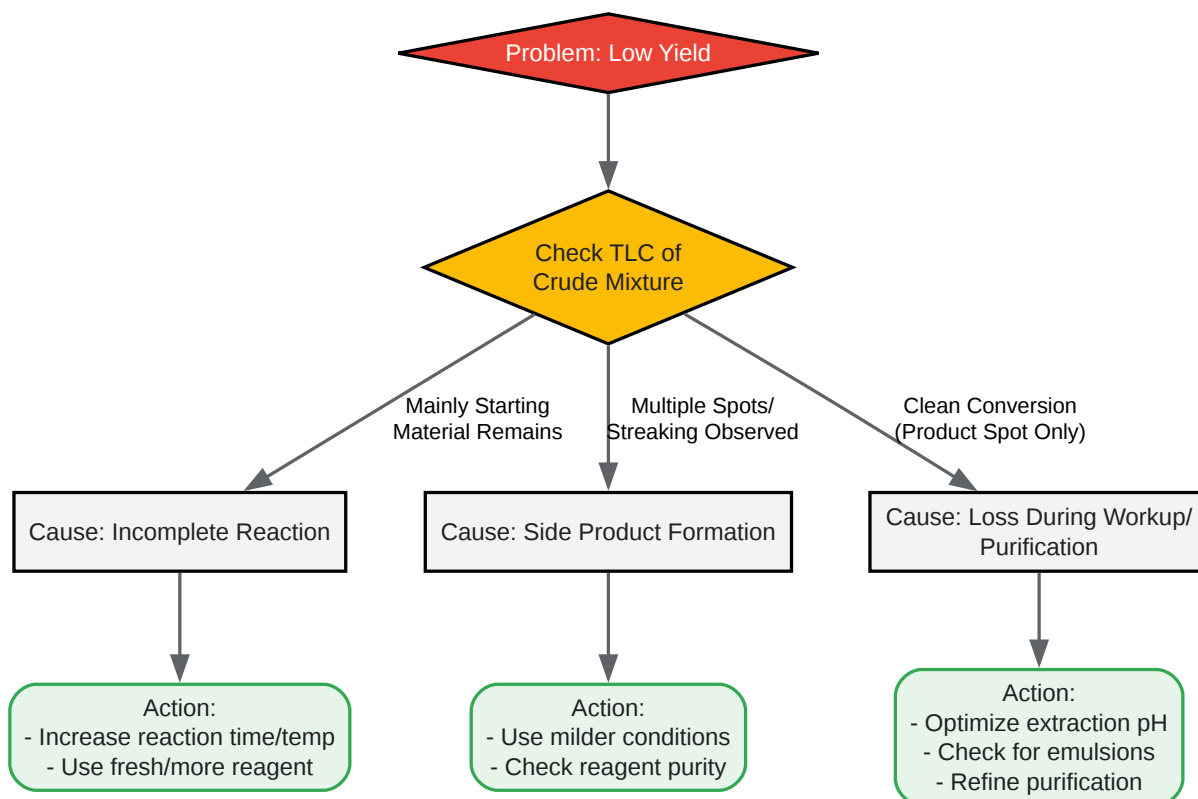 Problem: Low Yield
Check TLC of
Crude Mixture
Mainly Starting
Material Remains
Multiple Spots/
Streaking Observed
Clean Conversion
(Product Spot Only)
Cause: Incomplete Reaction
Cause: Side Product Formation
Cause: Loss During Workup/
Purification
Action:
- Increase reaction time/temp
- Use fresh/more reagent
Action:
- Use milder conditions
- Check reagent purity
Action:
- Optimize extraction pH
- Check for emulsions
- Refine purification